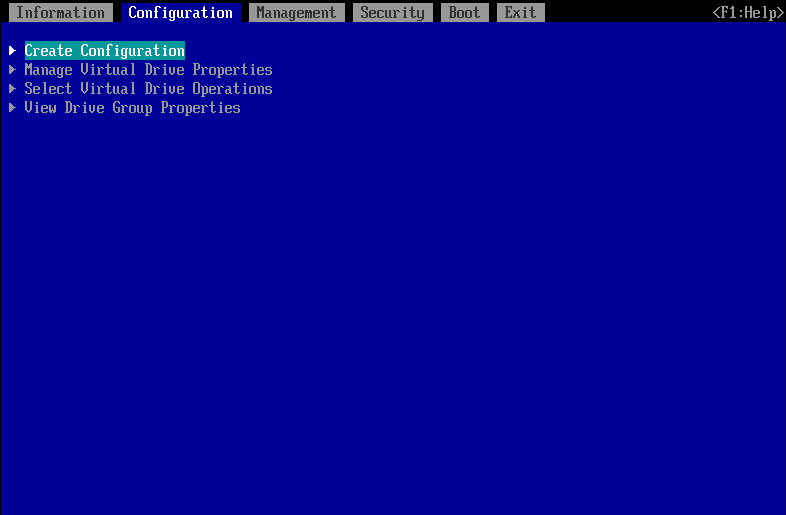 Information Configuration Management Security Boot Exit <F1:Help>
Create Configuration
Manage Virtual Drive Properties
Select Virtual Drive Operations
View Drive Group Properties